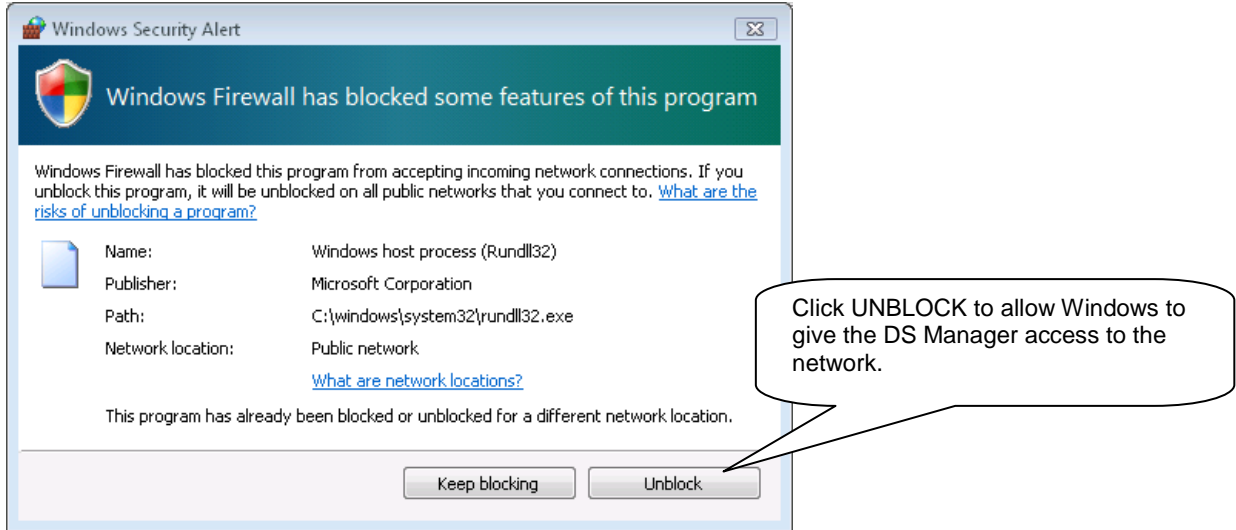 Windows Security Alert
Windows Firewall has blocked some features of this program
Windows Firewall has blocked this program from accepting incoming network connections. If you
unblock this program, it will be unblocked on all public networks that you connect to. What are the
risks of unblocking a program?
Name: Windows host process (Rundll32)
Publisher: Microsoft Corporation
Path: C:\windows\system32\rundll32.exe
Network location: Public network
What are network locations?
This program has already been blocked or unblocked for a different network location.
Keep blocking Unblock
Click UNBLOCK to allow Windows to
give the DS Manager access to the
network.